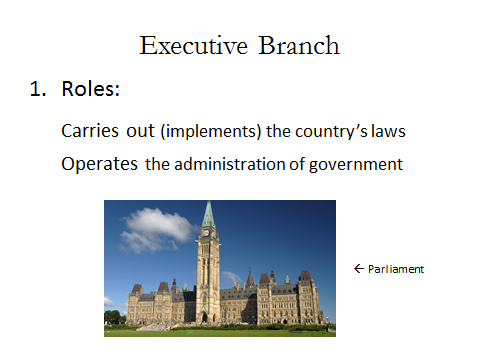 Executive Branch
1. Roles:
Carries out (implements) the country’s laws
Operates the administration of government
← Parliament